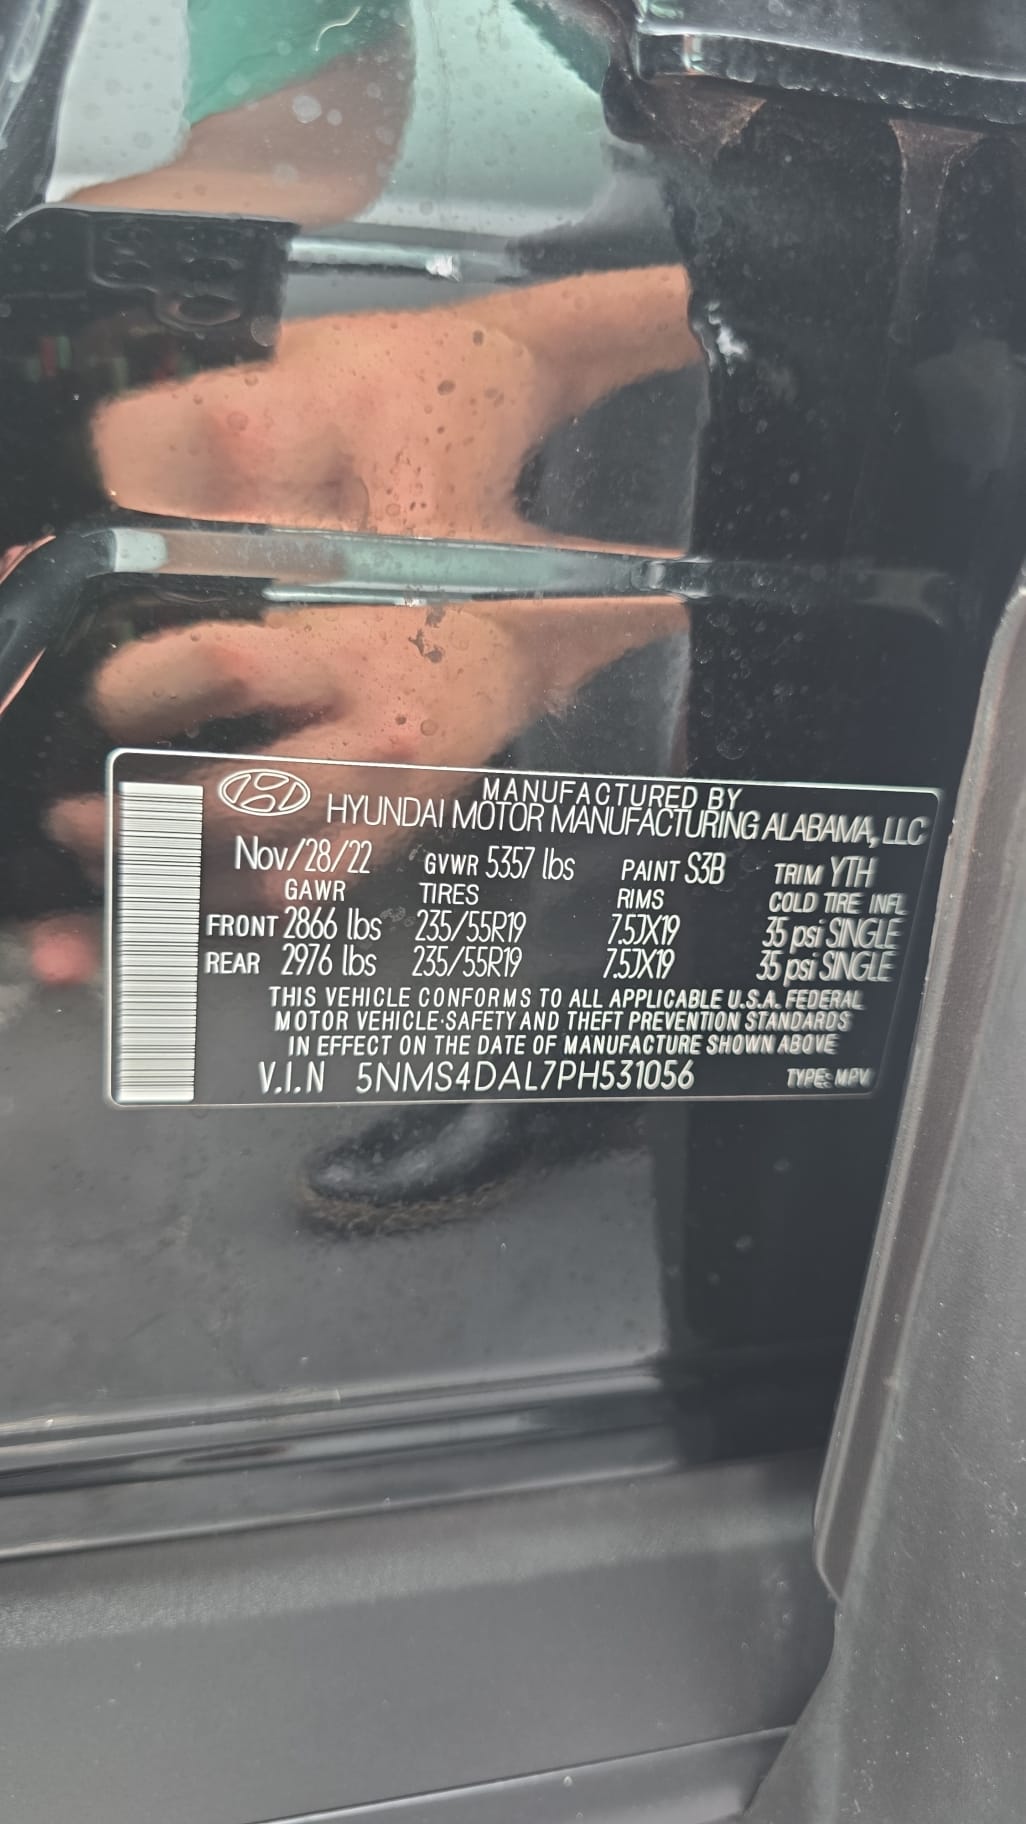 MANUFACTURED BY
HYUNDAI MOTOR MANUFACTURING ALABAMA, LLC
Nov/28/22 GVWR 5357 lbs PAINT S3B TRIM YTH
GAWR TIRES RIMS COLD TIRE INFL
FRONT 2866 lbs 235/55R19 7.5JX19 35 psi SINGLE
REAR 2976 lbs 235/55R19 7.5JX19 35 psi SINGLE
THIS VEHICLE CONFORMS TO ALL APPLICABLE U.S.A. FEDERAL
MOTOR VEHICLE-SAFETY AND THEFT PREVENTION STANDARDS
IN EFFECT ON THE DATE OF MANUFACTURE SHOWN ABOVE
V.I.N 5NMS4DAL7PH531056 TYPE: MPV